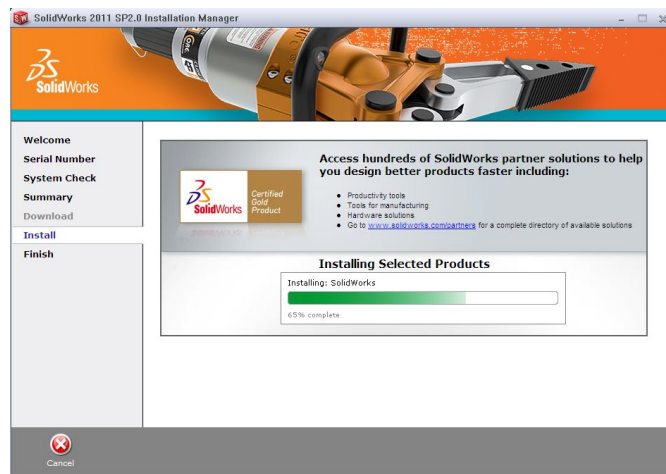 SolidWorks 2011 SP2.0 Installation Manager
SolidWorks
Welcome
Serial Number
System Check
Summary
Download
Install
Finish
SolidWorks
Certified
Gold
Product
Access hundreds of SolidWorks partner solutions to help
you design better products faster including:
Productivity tools
Tools for manufacturing
Hardware solutions
Go to www.solidworks.com/partners for a complete directory of available solutions
Installing Selected Products
Installing: SolidWorks
65% complete
Cancel